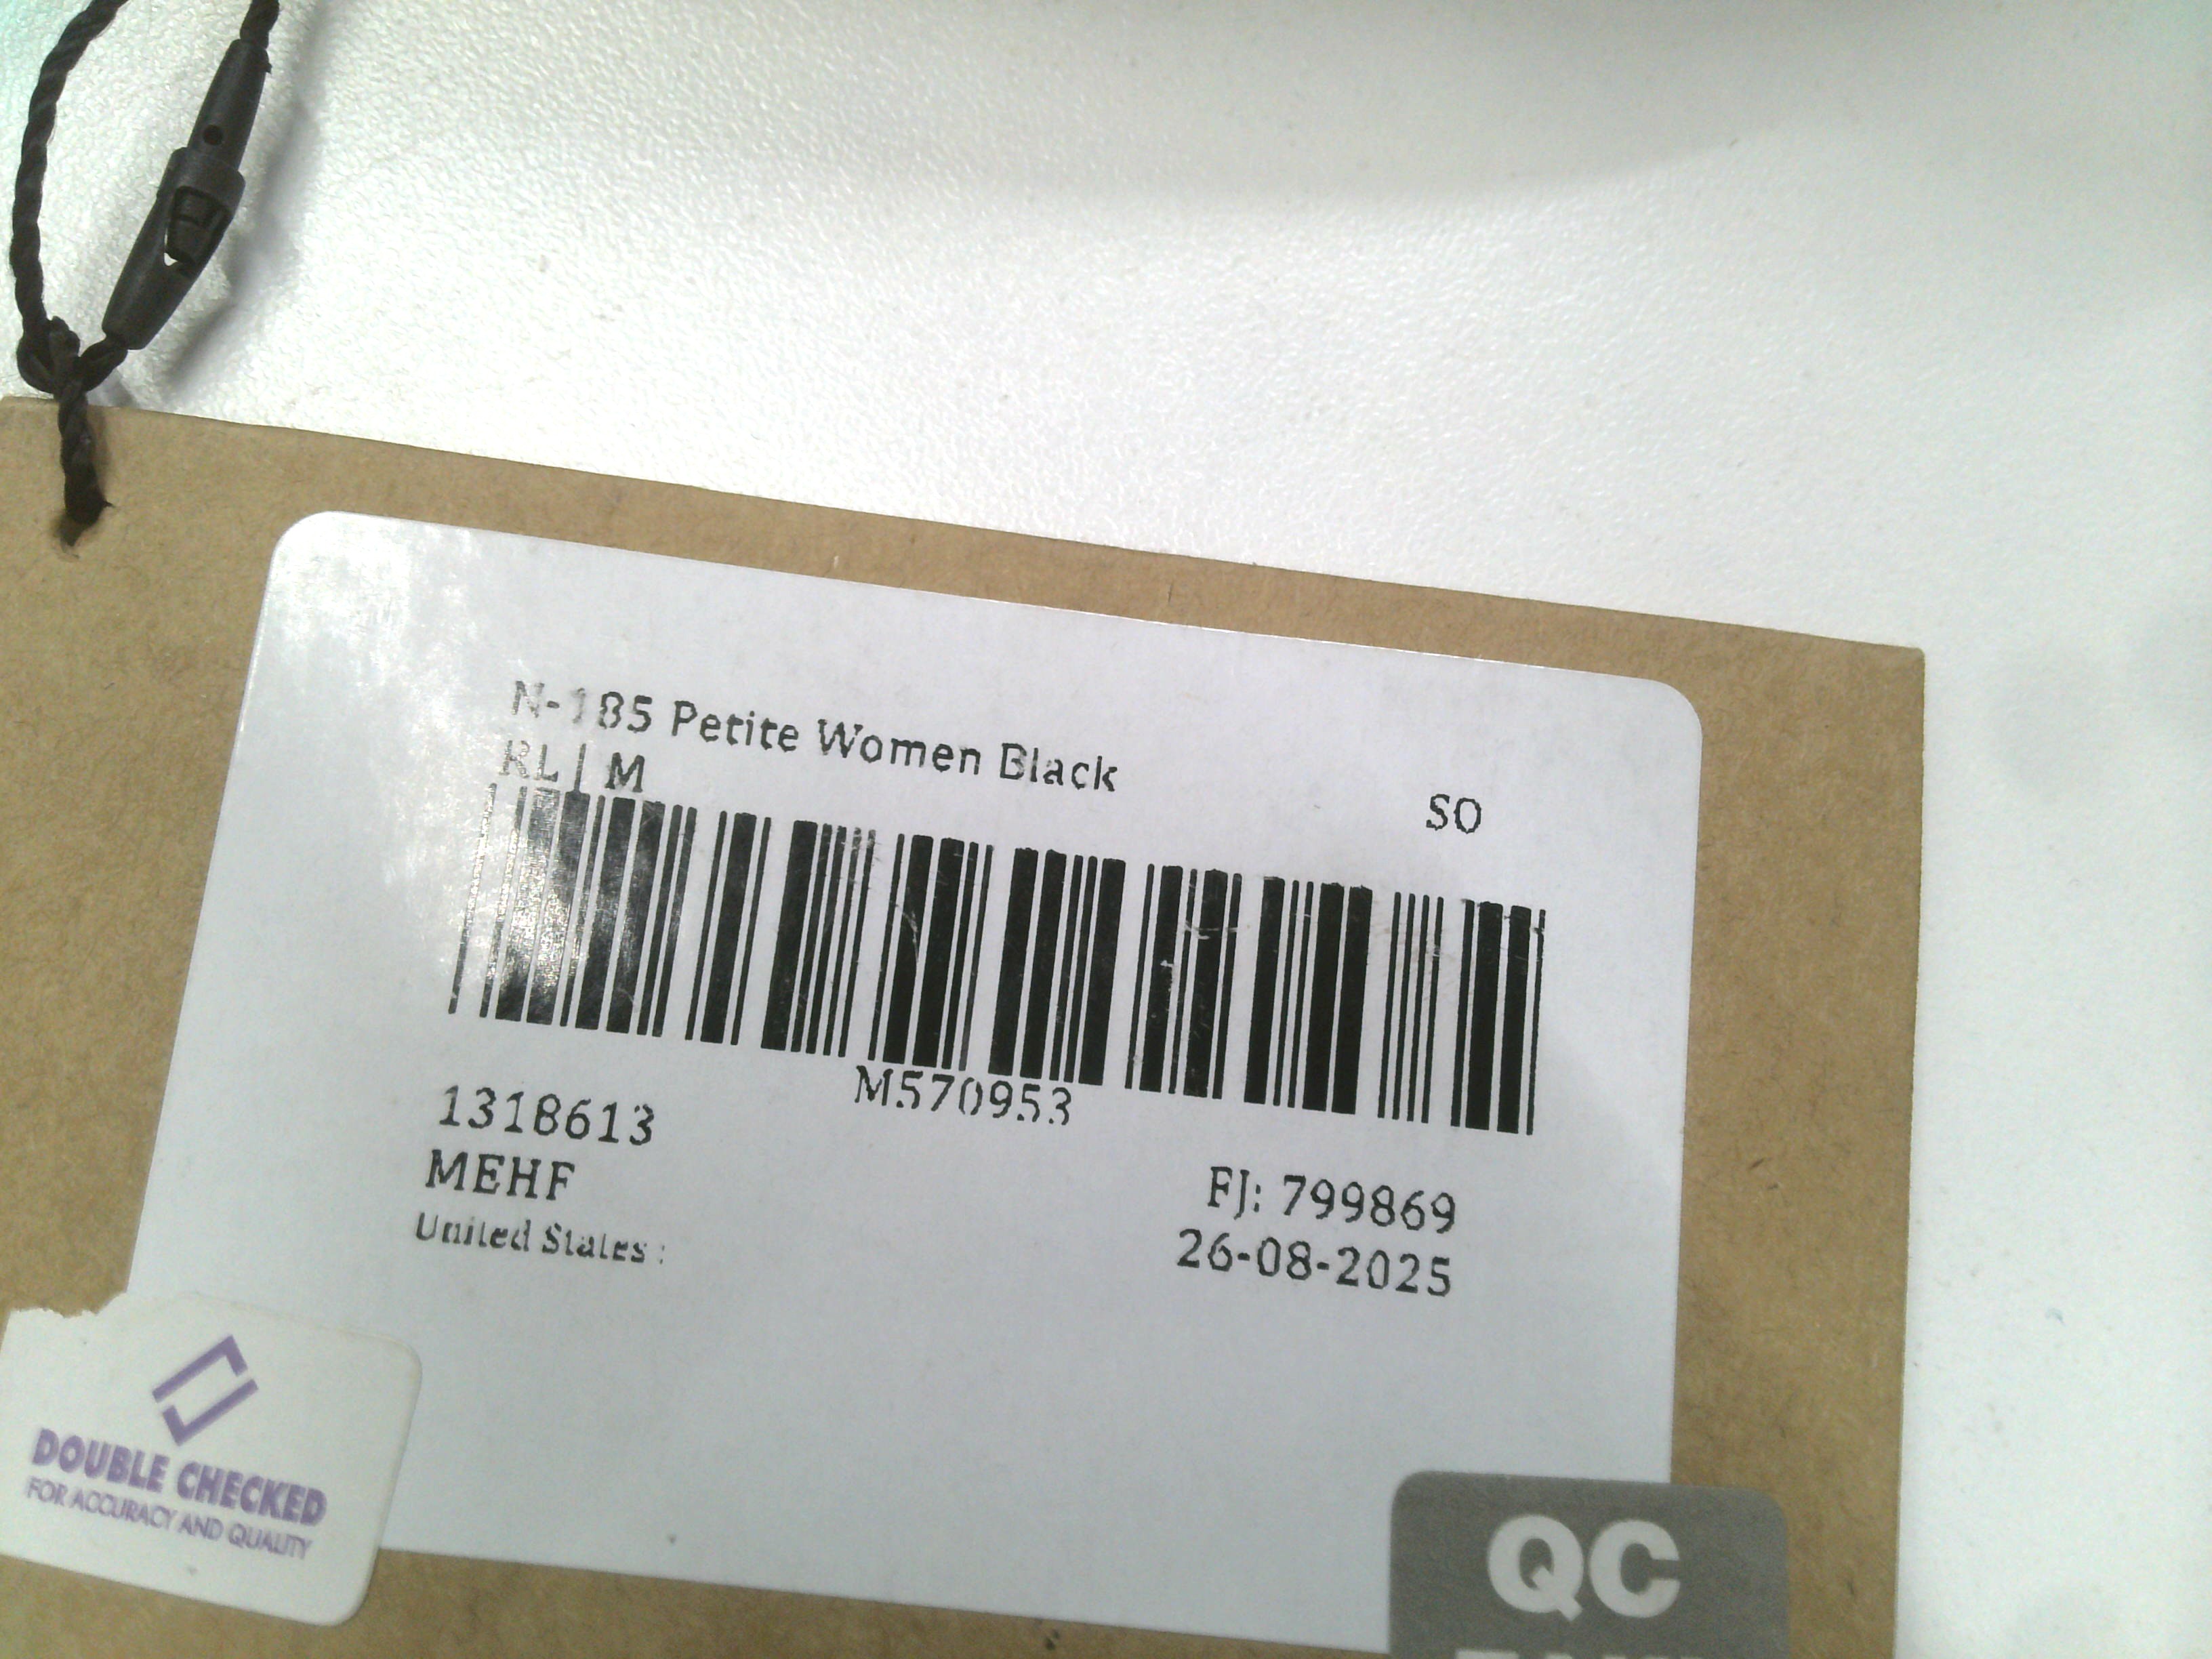 N-185 Petite Women Black
RL | M
SO
M570953
1318613
MEHF
United States :
FJ: 799869
26-08-2025
DOUBLE CHECKED
FOR ACCURACY AND QUALITY
QC